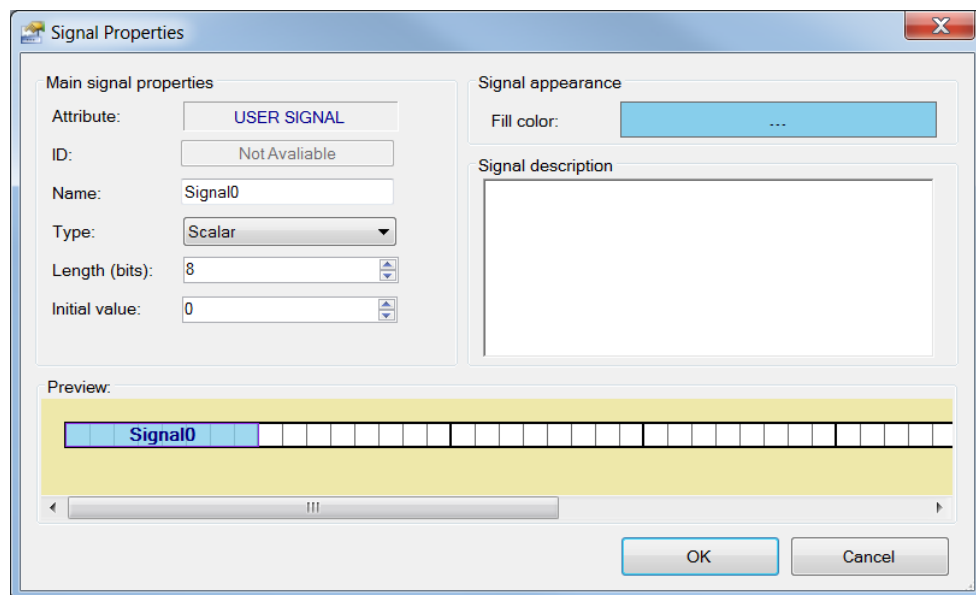 Signal Properties
Main signal properties
Attribute:
USER SIGNAL
ID:
Not Avaliable
Name:
Signal0
Type:
Scalar
Length (bits):
8
Initial value:
0
Signal appearance
Fill color:
...
Signal description
Preview:
Signal0
OK
Cancel